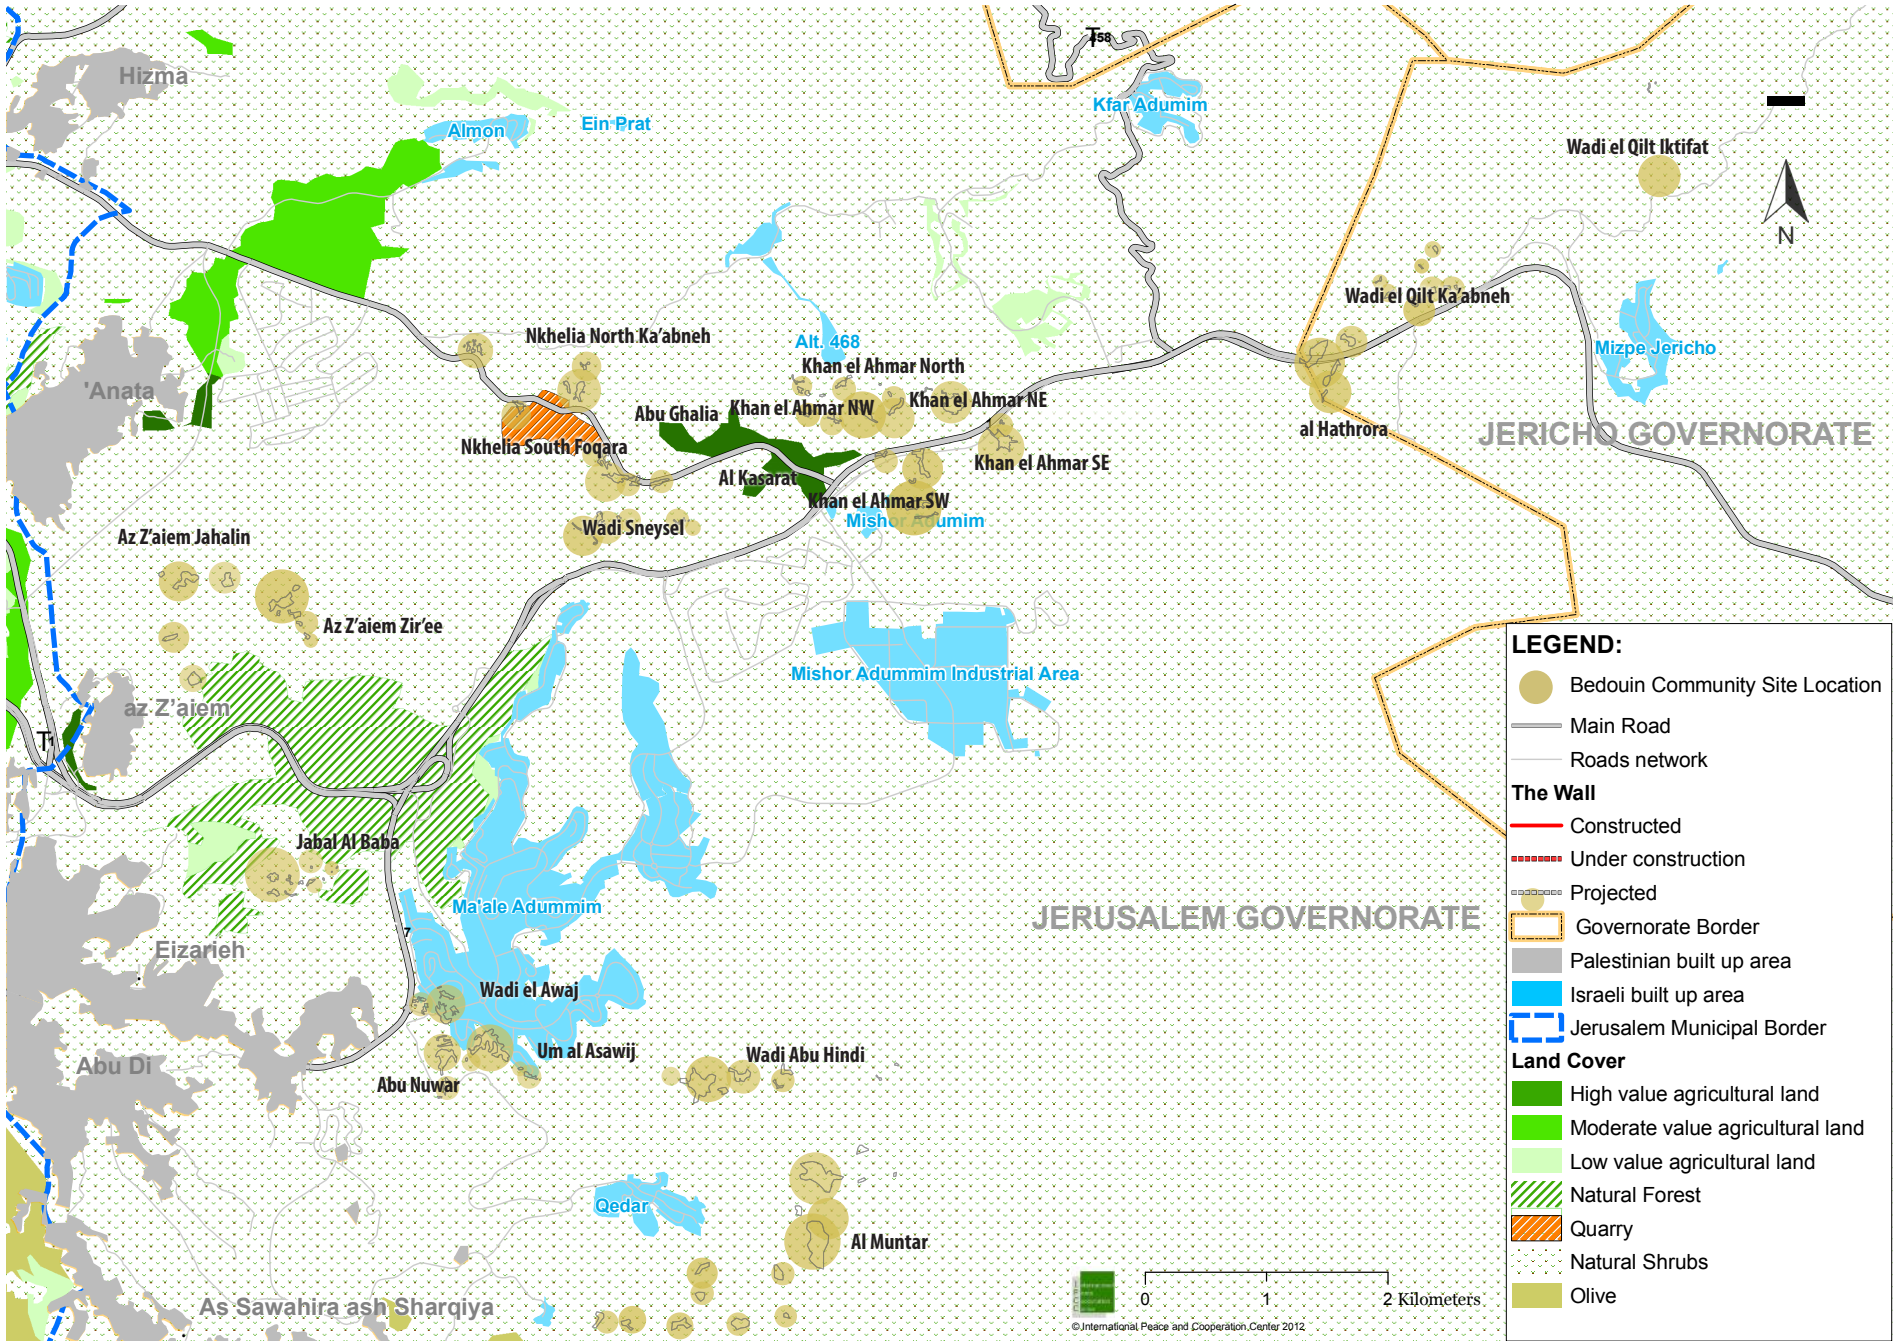 T
458
Hizma
Kfar Adumim
Almon
Ein Prat
Wadi el Qilt Iktifat
N
Wadi el Qilt Ka'abneh
Nkhelia North Ka'abneh
Alt. 468
Mizpe Jericho
Khan el Ahmar North
'Anata
Khan el Ahmar NE
Abu Ghalia
Khan el Ahmar NW
al Hathrora
JERICHO GOVERNORATE
Nkhelia South Foqara
Khan el Ahmar SE
Al Kasarat
Khan el Ahmar SW
Mishor Adumim
Wadi Sneysel
Az Z'aiem Jahalin
Az Z'aiem Zir'ee
Mishor Adummim Industrial Area
az Z'aiem
T
1
Jabal Al Baba
Ma'ale Adummim
JERUSALEM GOVERNORATE
7
Eizarieh
Wadi el Awaj
Um al Asawij
Wadi Abu Hindi
Abu Di
Abu Nuwar
Qedar
Al Muntar
As Sawahira ash Sharqiya
LEGEND:
Bedouin Community Site Location
Main Road
Roads network
The Wall
Constructed
Under construction
Projected
Governorate Border
Palestinian built up area
Israeli built up area
Jerusalem Municipal Border
Land Cover
High value agricultural land
Moderate value agricultural land
Low value agricultural land
Natural Forest
Quarry
Natural Shrubs
Olive
0 1 2 Kilometers
© International Peace and Cooperation Center 2012